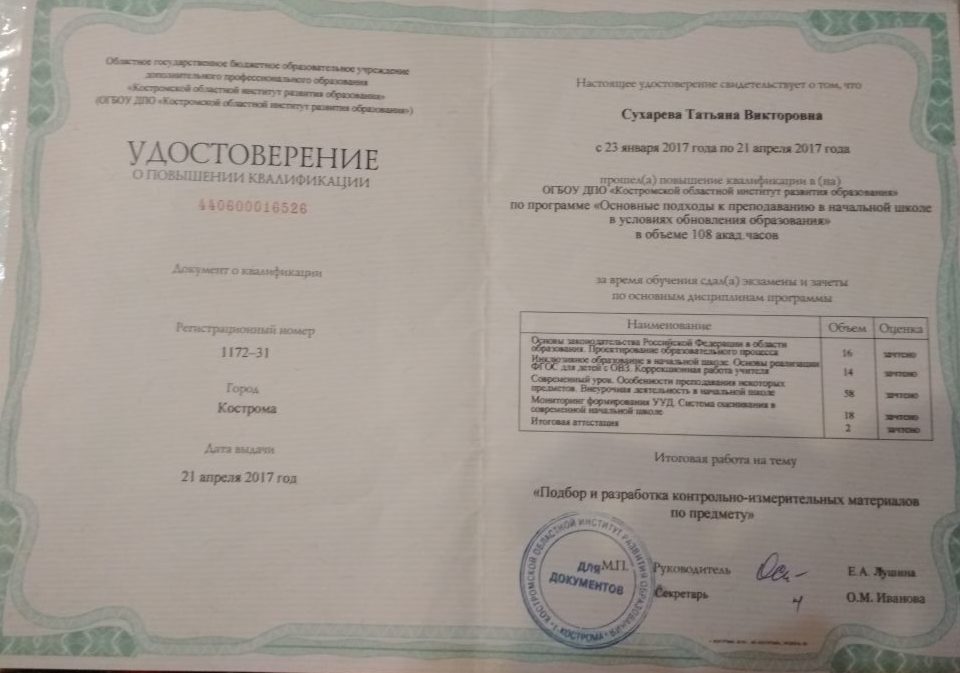 Областное государственное бюджетное образовательное учреждение
дополнительного профессионального образования
«Костромской областной институт развития образования»
(ОГБОУ ДПО «Костромской областной институт развития образования»)
УДОСТОВЕРЕНИЕ
О ПОВЫШЕНИИ КВАЛИФИКАЦИИ
440600016526
Документ о квалификации
Регистрационный номер
1172–31
Город
Кострома
Дата выдачи
21 апреля 2017 год
Настоящее удостоверение свидетельствует о том, что
Сухарева Татьяна Викторовна
с 23 января 2017 года по 21 апреля 2017 года
прошел(а) повышение квалификации в (на)
ОГБОУ ДПО «Костромской областной институт развития образования»
по программе «Основные подходы к преподаванию в начальной школе
в условиях обновления образования»
в объеме 108 акад.часов
за время обучения сдал(а) экзамены и зачеты
по основным дисциплинам программы
Наименование Объем Оценка
Основы законодательства Российской Федерации в области
образования. Проектирование образовательного процесса 16 зачтено
Инклюзивное образование в начальной школе. Основы реализации
ФГОС для детей с ОВЗ. Коррекционная работа учителя 14 зачтено
Современный урок. Особенности преподавания некоторых
предметов. Внеурочная деятельность в начальной школе 58 зачтено
Мониторинг формирования УУД. Система оценивания в
современной начальной школе 18 зачтено
Итоговая аттестация 2 зачтено
Итоговая работа на тему
«Подбор и разработка контрольно-измерительных материалов
по предмету»
КОСТРОМСКОЙ ОБЛАСТНОЙ ИНСТИТУТ РАЗВИТИЯ ОБРАЗОВАНИЯ
г. КОСТРОМА
ДЛЯ
ДОКУМЕНТОВ
М.П. Руководитель Е.А. Лушина
Секретарь О.М. Иванова